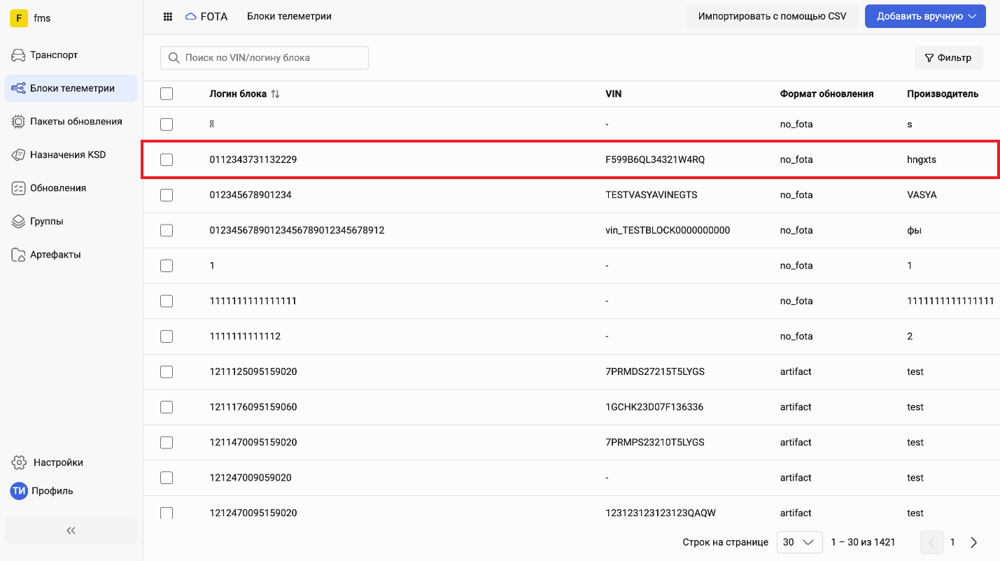 F fms
FOTA Блоки телеметрии Импортировать с помощью CSV Добавить вручную
Транспорт
Блоки телеметрии
Пакеты обновления
Назначения KSD
Обновления
Группы
Артефакты
Настройки
ТИ Профиль
Поиск по VIN/логину блока Фильтр
Логин блока VIN Формат обновления Производитель
- no_fota s
0112343731132229 F599B6QL34321W4RQ no_fota hngxts
012345678901234 TESTVASYAVINEGTS no_fota VASYA
01234567890123456789012345678912 vin_TESTBLOCK0000000000 no_fota фы
1 - no_fota 1
1111111111111111 - no_fota 1111111111111111
1111111111112 - no_fota 2
1211125095159020 7PRMDS27215T5LYGS artifact test
1211176095159060 1GCHK23D07F136336 artifact test
1211470095159020 7PRMPS23210T5LYGS artifact test
121247009059020 - artifact test
1212470095159020 123123123123123QAQW artifact test
Строк на странице 30 1 – 30 из 1421 1